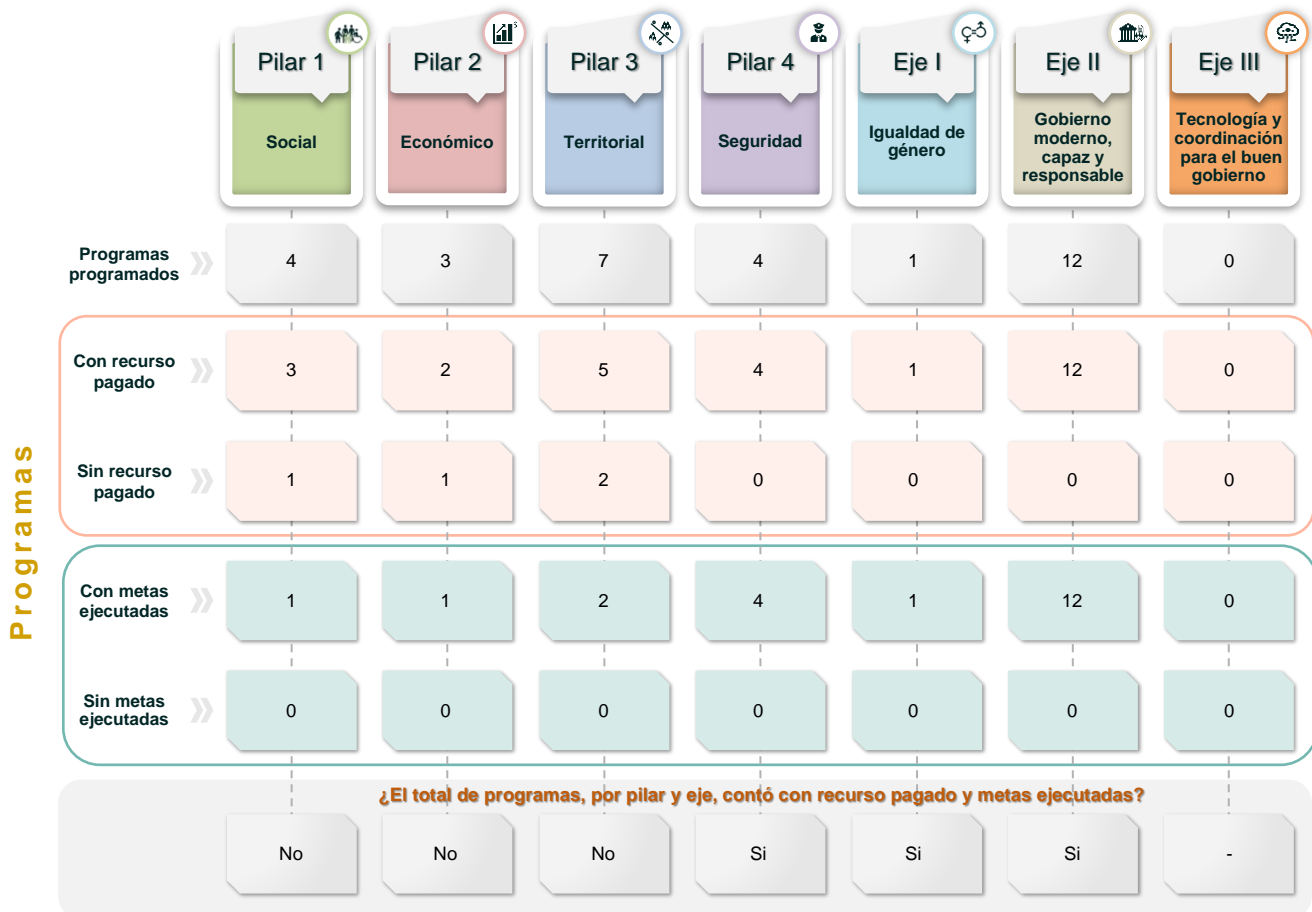 Pilar 1
Pilar 2
Pilar 3
Pilar 4
Eje I
Eje II
Eje III
Social
Económico
Territorial
Seguridad
Igualdad de
género
Gobierno
moderno,
capaz y
responsable
Tecnología y
coordinación
para el buen
gobierno
Programas
Programas
programados
4
3
7
4
1
12
0
Con recurso
pagado
3
2
5
4
1
12
0
Sin recurso
pagado
1
1
2
0
0
0
0
Con metas
ejecutadas
1
1
2
4
1
12
0
Sin metas
ejecutadas
0
0
0
0
0
0
0
¿El total de programas, por pilar y eje, contó con recurso pagado y metas ejecutadas?
No
No
No
Si
Si
Si
-